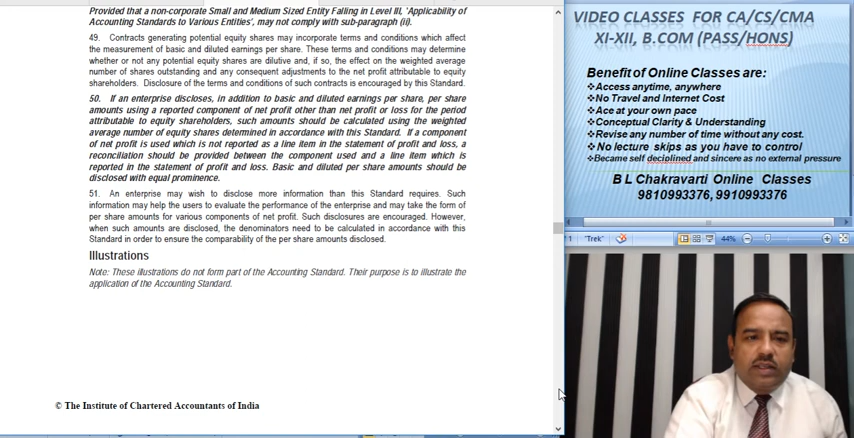 Provided that a non-corporate Small and Medium Sized Entity Falling in Level III, 'Applicability of
Accounting Standards to Various Entities', may not comply with sub-paragraph (ii).
49. Contracts generating potential equity shares may incorporate terms and conditions which affect
the measurement of basic and diluted earnings per share. These terms and conditions may determine
whether or not any potential equity shares are dilutive and, if so, the effect on the weighted average
number of shares outstanding and any consequent adjustments to the net profit attributable to equity
shareholders. Disclosure of the terms and conditions of such contracts is encouraged by this Standard.
50. If an enterprise discloses, in addition to basic and diluted earnings per share, per share
amounts using a reported component of net profit other than net profit or loss for the period
attributable to equity shareholders, such amounts should be calculated using the weighted
average number of equity shares determined in accordance with this Standard. If a component
of net profit is used which is not reported as a line item in the statement of profit and loss, a
reconciliation should be provided between the component used and a line item which is
reported in the statement of profit and loss. Basic and diluted per share amounts should be
disclosed with equal prominence.
51. An enterprise may wish to disclose more information than this Standard requires. Such
information may help the users to evaluate the performance of the enterprise and may take the form of
per share amounts for various components of net profit. Such disclosures are encouraged. However,
when such amounts are disclosed, the denominators need to be calculated in accordance with this
Standard in order to ensure the comparability of the per share amounts disclosed.
Illustrations
Note: These illustrations do not form part of the Accounting Standard. Their purpose is to illustrate the
application of the Accounting Standard.
© The Institute of Chartered Accountants of India
VIDEO CLASSES FOR CA/CS/CMA
XI-XII, B.COM (PASS/HONS)
Benefit of Online Classes are:
❖Access anytime, anywhere
❖No Travel and Internet Cost
❖Ace at your own pace
❖Conceptual Clarity & Understanding
❖Revise any number of time without any cost.
❖No lecture skips as you have to control
❖Became self deciplined and sincere as no external pressure
B L Chakravarti Online Classes
9810993376, 9910993376
1 "Trek" 44%